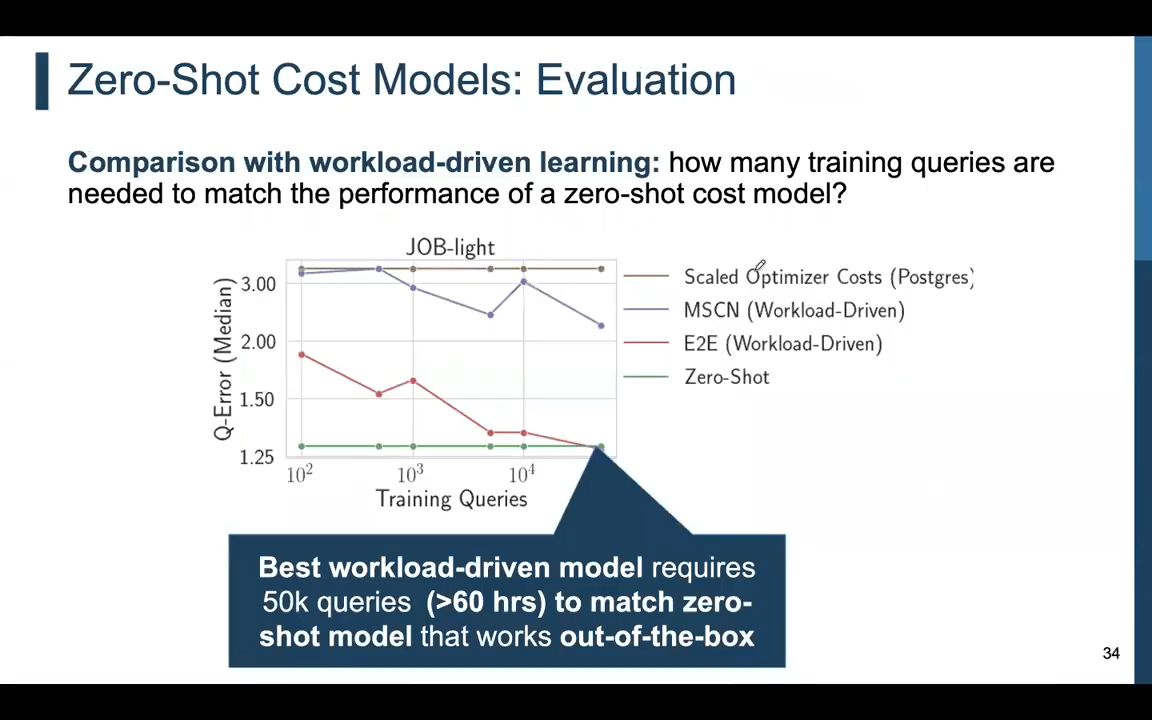 Zero-Shot Cost Models: Evaluation
Comparison with workload-driven learning: how many training queries are
needed to match the performance of a zero-shot cost model?
JOB-light
Q-Error (Median)
3.00
2.00
1.50
1.25
10²
10³
10⁴
Training Queries
Scaled Optimizer Costs (Postgres)
MSCN (Workload-Driven)
E2E (Workload-Driven)
Zero-Shot
Best workload-driven model requires
50k queries (>60 hrs) to match zero-
shot model that works out-of-the-box
34